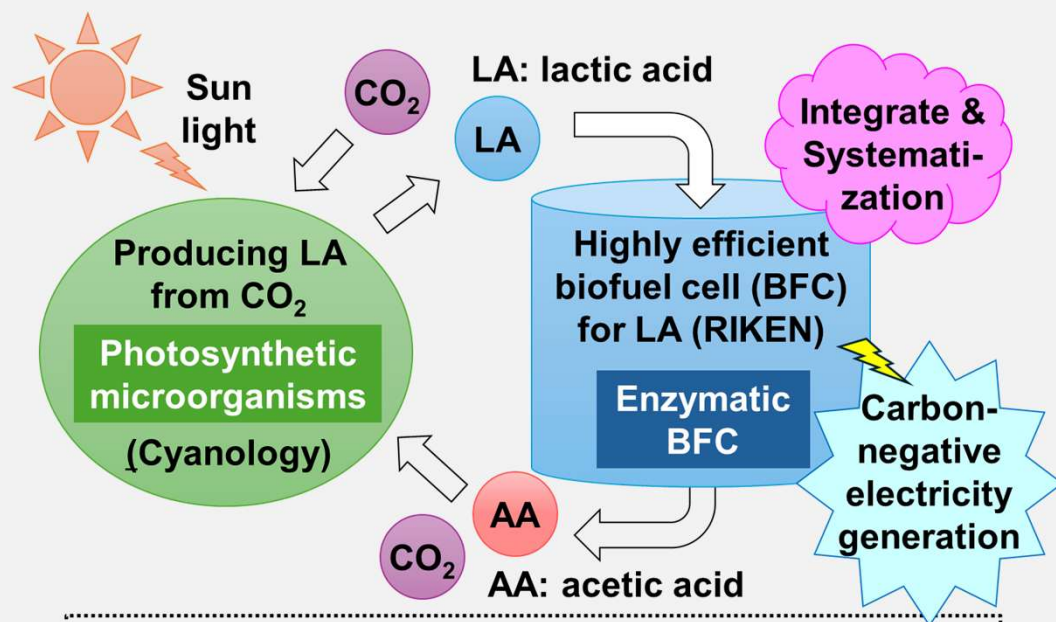 Sun
light
CO₂
LA: lactic acid
LA
Integrate &
Systemati-
zation
Producing LA
from CO₂
Photosynthetic
microorganisms
(Cyanology)
Highly efficient
biofuel cell (BFC)
for LA (RIKEN)
Enzymatic
BFC
Carbon-
negative
electricity
generation
AA
CO₂
AA: acetic acid